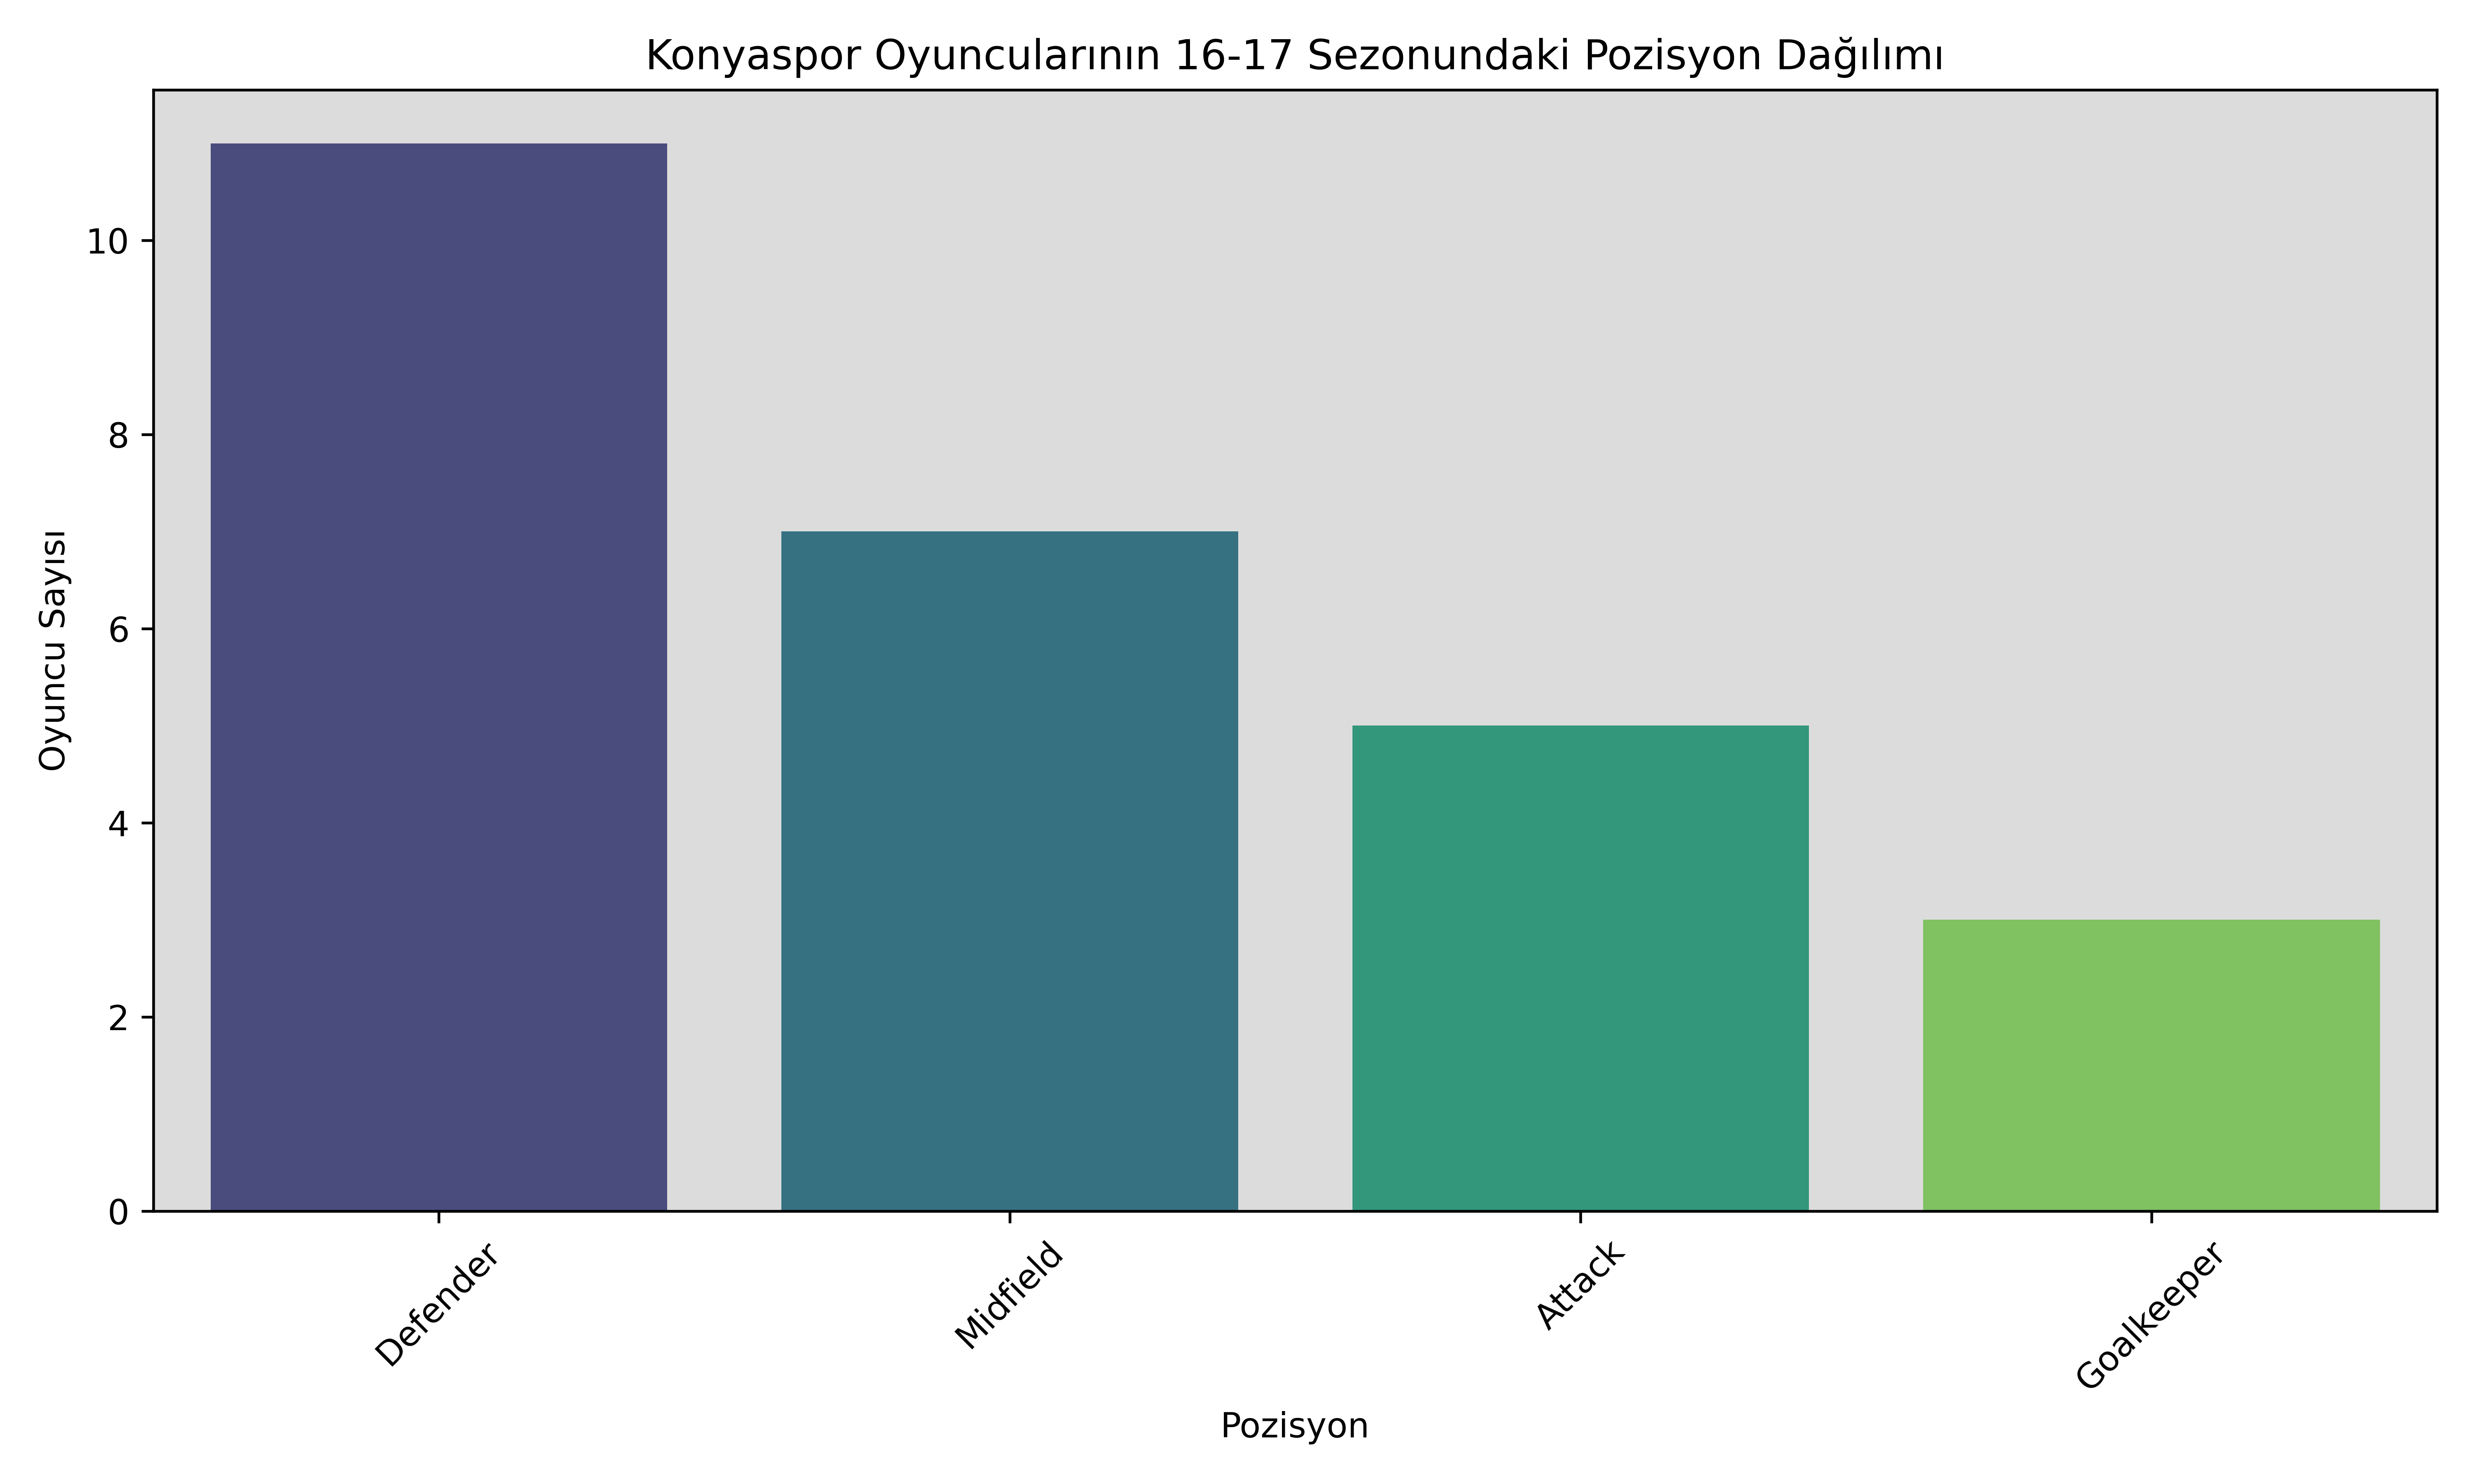 Konyaspor Oyuncularının 16-17 Sezonundaki Pozisyon Dağılımı
Oyuncu Sayısı
10
8
6
4
2
0
Defender
Midfield
Attack
Goalkeeper
Pozisyon